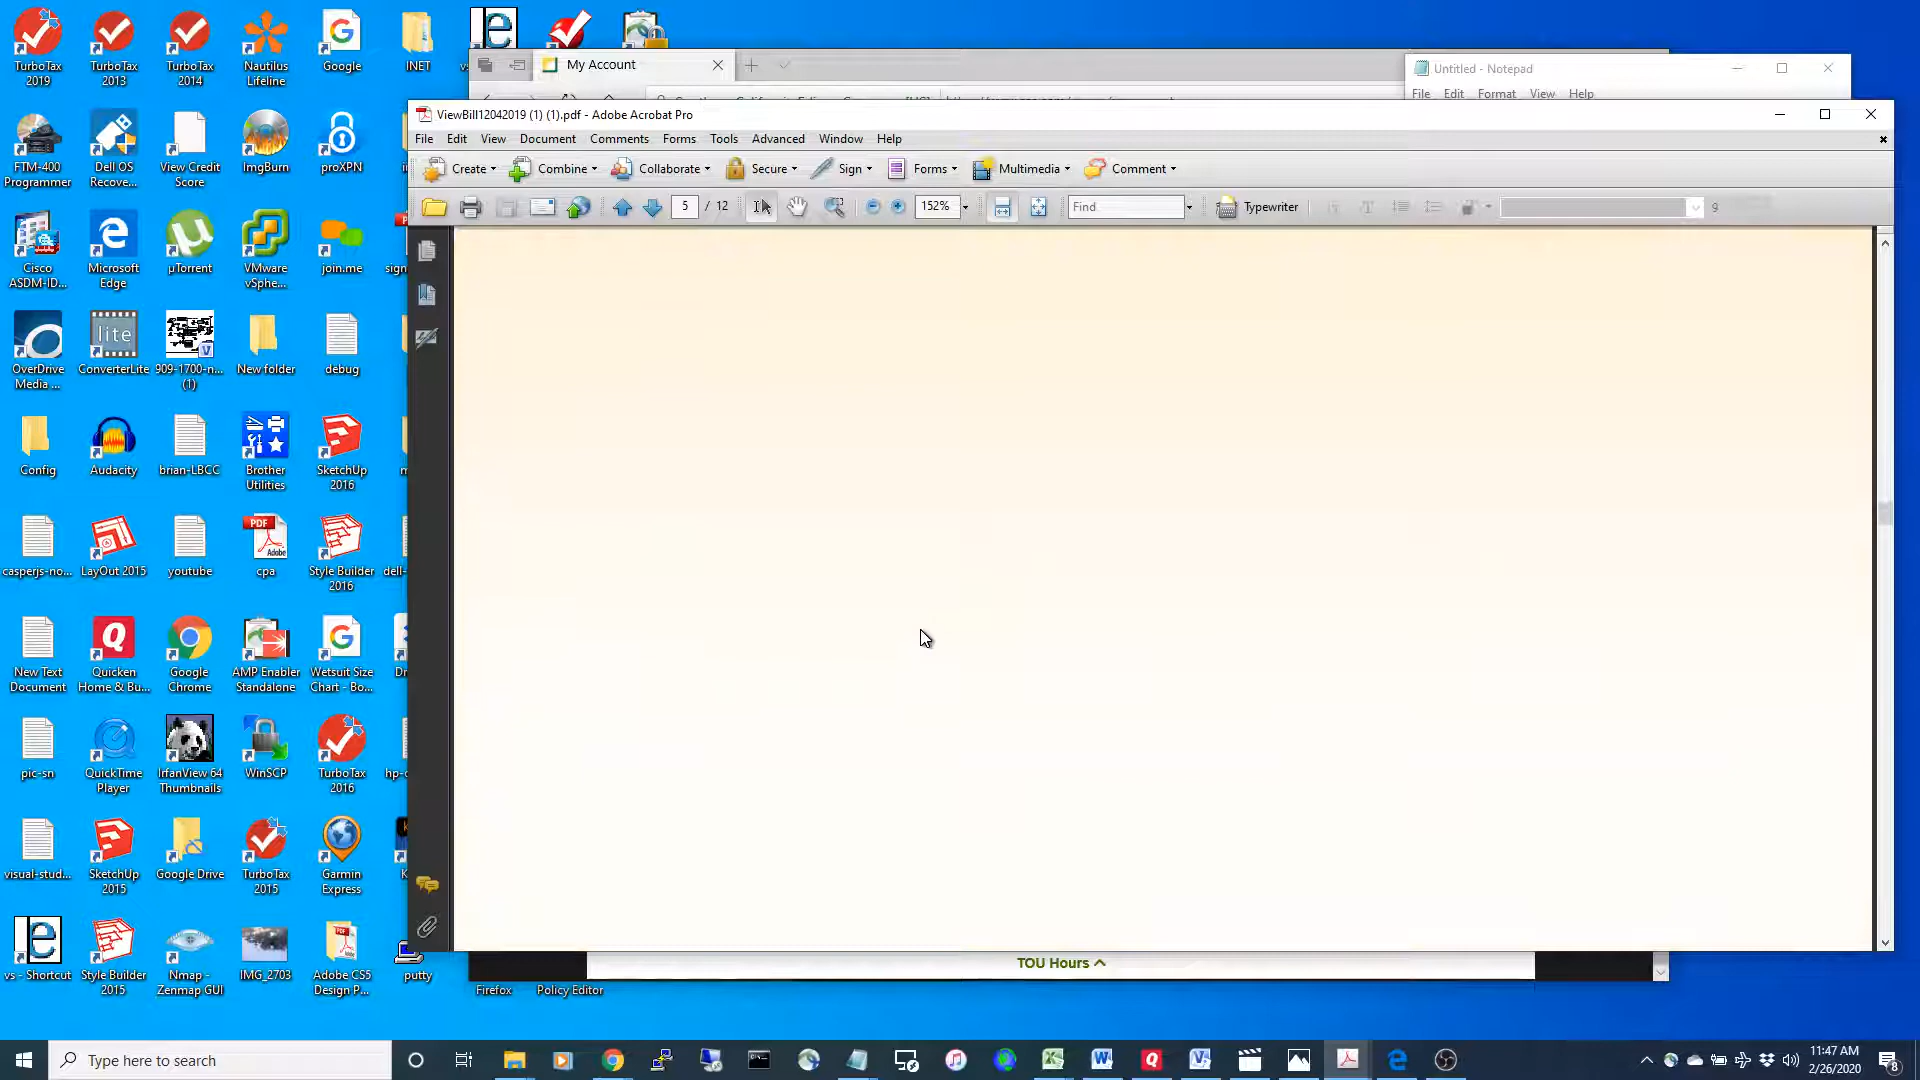 TurboTax 2019
TurboTax 2013
TurboTax 2014
Nautilus Lifeline
Google
INET
My Account
Untitled - Notepad
File Edit Format View Help
ViewBill12042019 (1) (1).pdf - Adobe Acrobat Pro
File Edit View Document Comments Forms Tools Advanced Window Help
Create Combine Collaborate Secure Sign Forms Multimedia Comment
5 / 12 152% Find Typewriter 9
FTM-400 Programmer
Dell OS Recove...
View Credit Score
ImgBurn
proXPN
Cisco ASDM-ID...
Microsoft Edge
µTorrent
VMware vSphe...
join.me
sign
OverDrive Media ...
lite
ConverterLite
909-1700-n... (1)
New folder
debug
Config
Audacity
brian-LBCC
Brother Utilities
SketchUp 2016
casperjs-no...
LayOut 2015
youtube
PDF
Adobe
cpa
Style Builder 2016
dell-
New Text Document
Quicken Home & Bu...
Google Chrome
AMP Enabler Standalone
Wetsuit Size Chart - Bo...
pic-sn
QuickTime Player
IrfanView 64 Thumbnails
WinSCP
TurboTax 2016
visual-stud...
SketchUp 2015
Google Drive
TurboTax 2015
Garmin Express
vs - Shortcut
Style Builder 2015
Nmap - Zenmap GUI
IMG_2703
Adobe CS5 Design P...
putty
Firefox
Policy Editor
TOU Hours
Type here to search
11:47 AM
2/26/2020
8